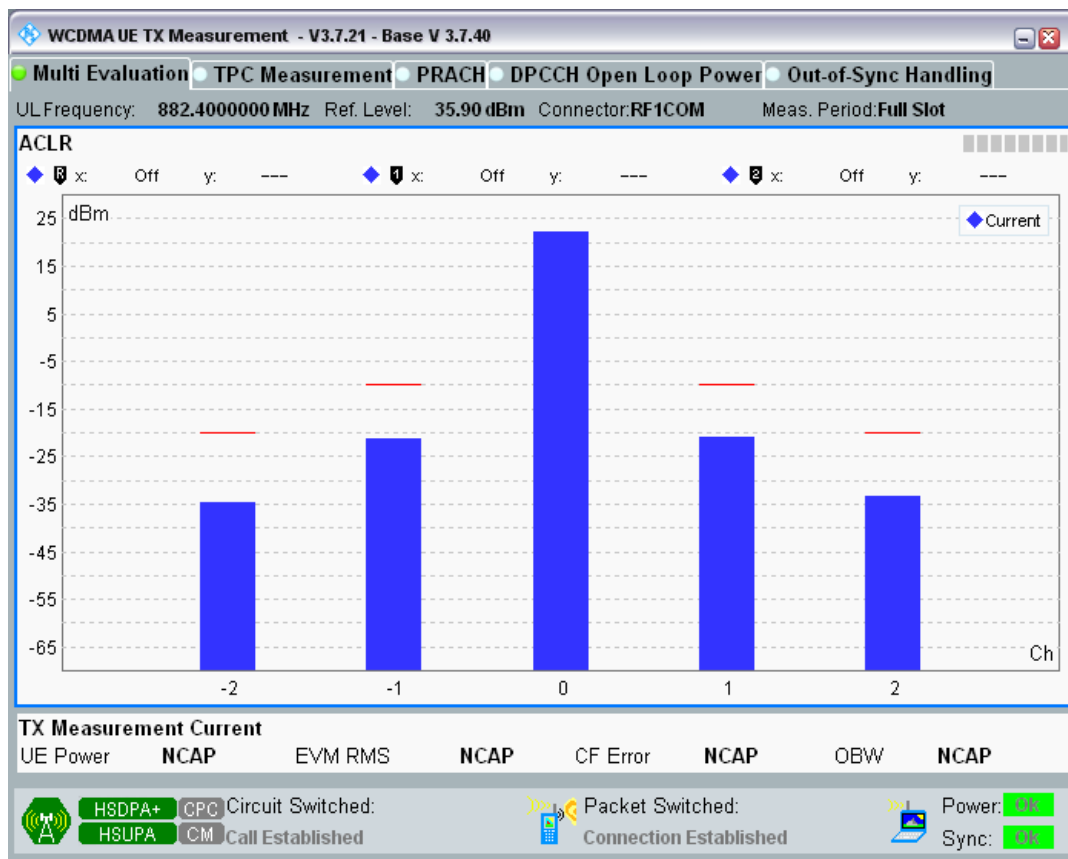 WCDMA UE TX Measurement - V3.7.21 - Base V 3.7.40
Multi Evaluation TPC Measurement PRACH DPCCH Open Loop Power Out-of-Sync Handling
UL Frequency: 882.4000000 MHz Ref. Level: 35.90 dBm Connector:RF1COM Meas. Period:Full Slot
ACLR
R x: Off y: --- 1 x: Off y: --- 2 x: Off y: ---
dBm
Current
25
15
5
-5
-15
-25
-35
-45
-55
-65
Ch
-2 -1 0 1 2
TX Measurement Current
UE Power NCAP EVM RMS NCAP CF Error NCAP OBW NCAP
HSDPA+ CPC Circuit Switched: Packet Switched: Power: OK
HSUPA CM Call Established Connection Established Sync: OK